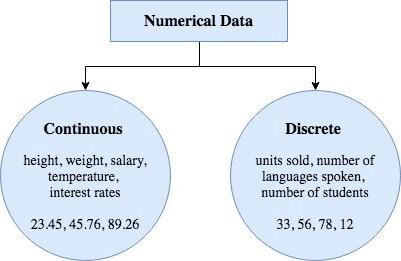 Numerical Data
Continuous
height, weight, salary,
temperature,
interest rates
23.45, 45.76, 89.26
Discrete
units sold, number of
languages spoken,
number of students
33, 56, 78, 12